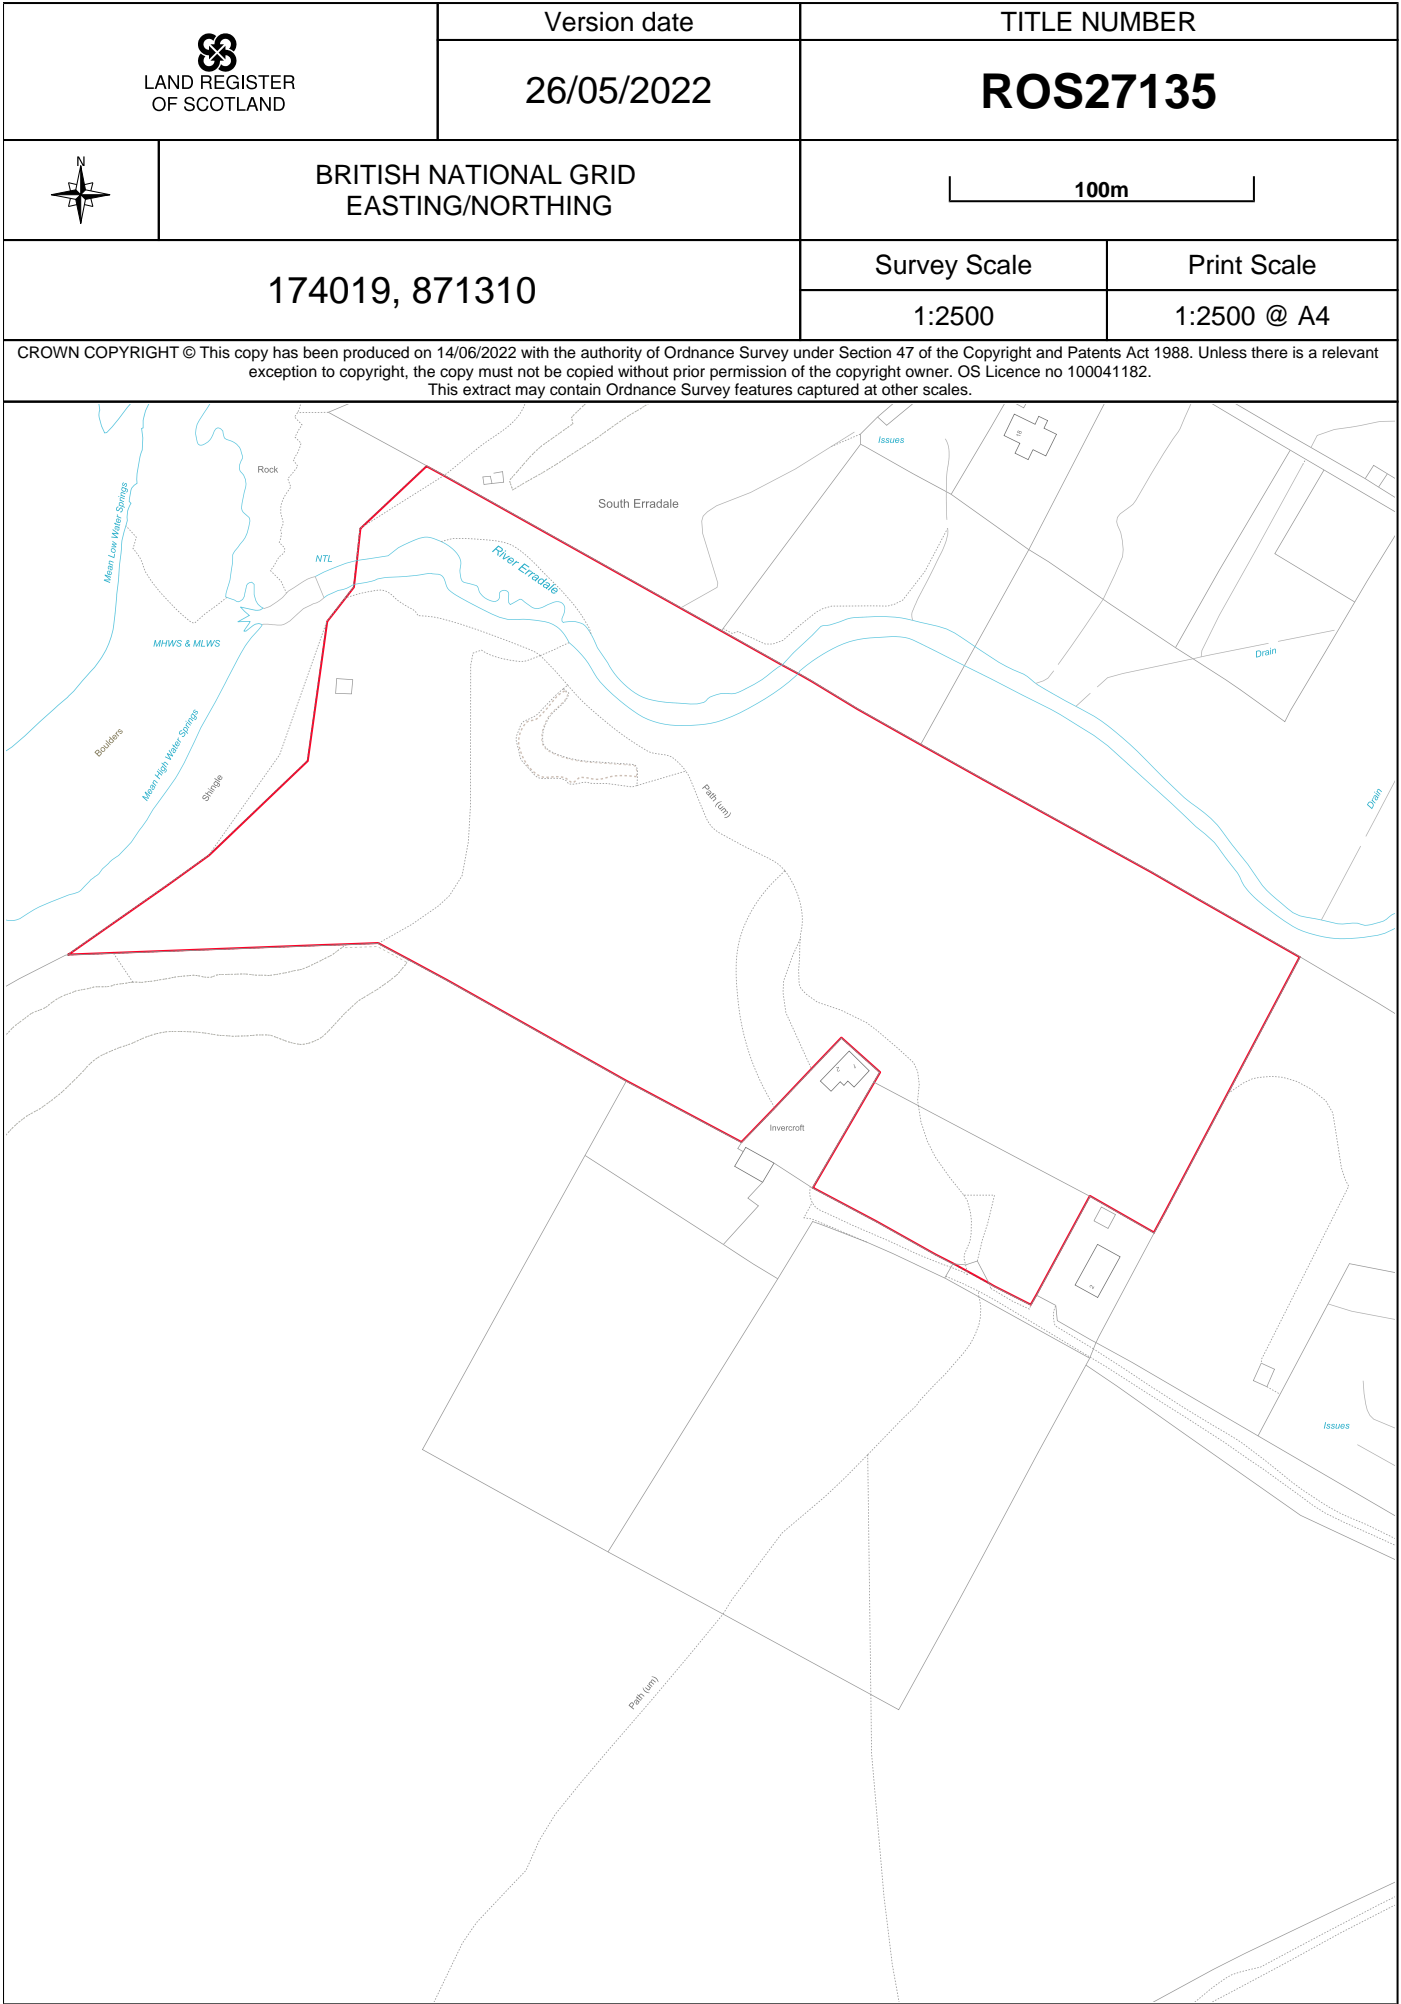 LAND REGISTER
OF SCOTLAND
Version date
26/05/2022
TITLE NUMBER
ROS27135
N
BRITISH NATIONAL GRID
EASTING/NORTHING
100m
174019, 871310
Survey Scale
1:2500
Print Scale
1:2500 @ A4
CROWN COPYRIGHT © This copy has been produced on 14/06/2022 with the authority of Ordnance Survey under Section 47 of the Copyright and Patents Act 1988. Unless there is a relevant
exception to copyright, the copy must not be copied without prior permission of the copyright owner. OS Licence no 100041182.
This extract may contain Ordnance Survey features captured at other scales.
Issues
Rock
South Erradale
Mean Low Water Springs
NTL
River Erradale
MHWS & MLWS
Drain
Boulders
Mean High Water Springs
Shingle
Path (um)
Drain
Invercroft
Issues
Path (um)